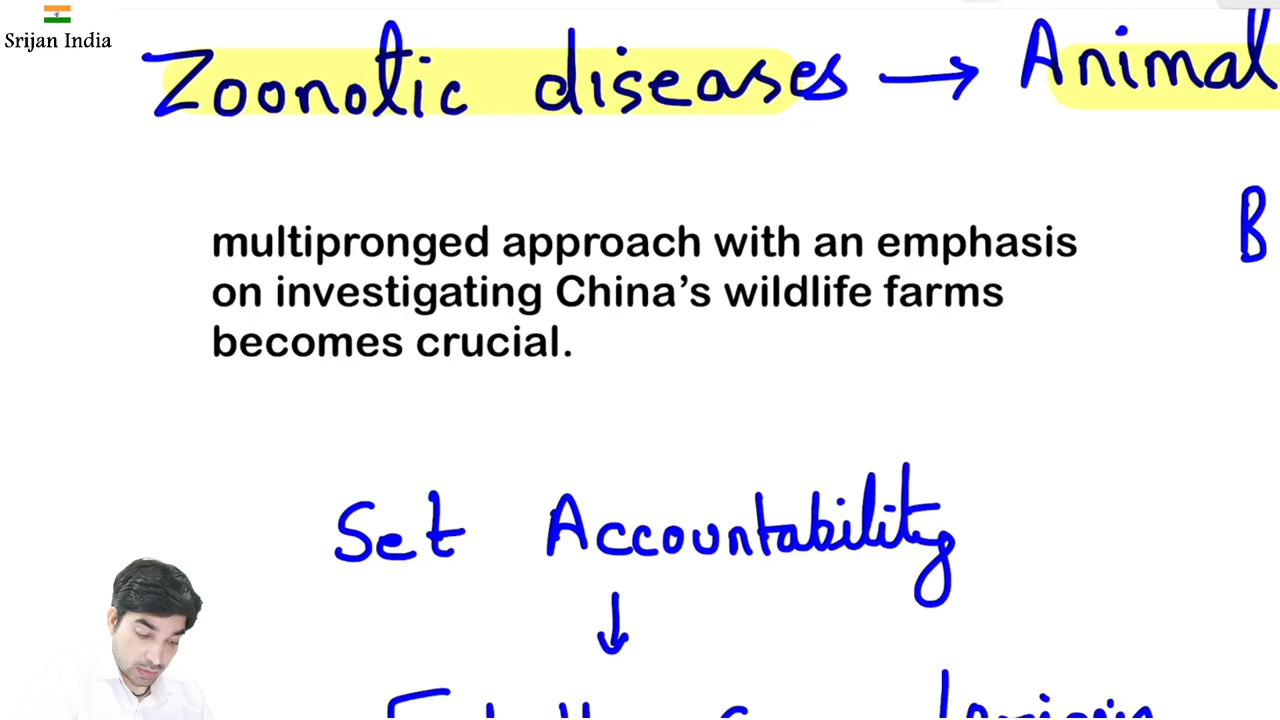 Srijan India
Zoonotic diseases → Animal
B
multipronged approach with an emphasis
on investigating China's wildlife farms
becomes crucial.
Set Accountability
↓